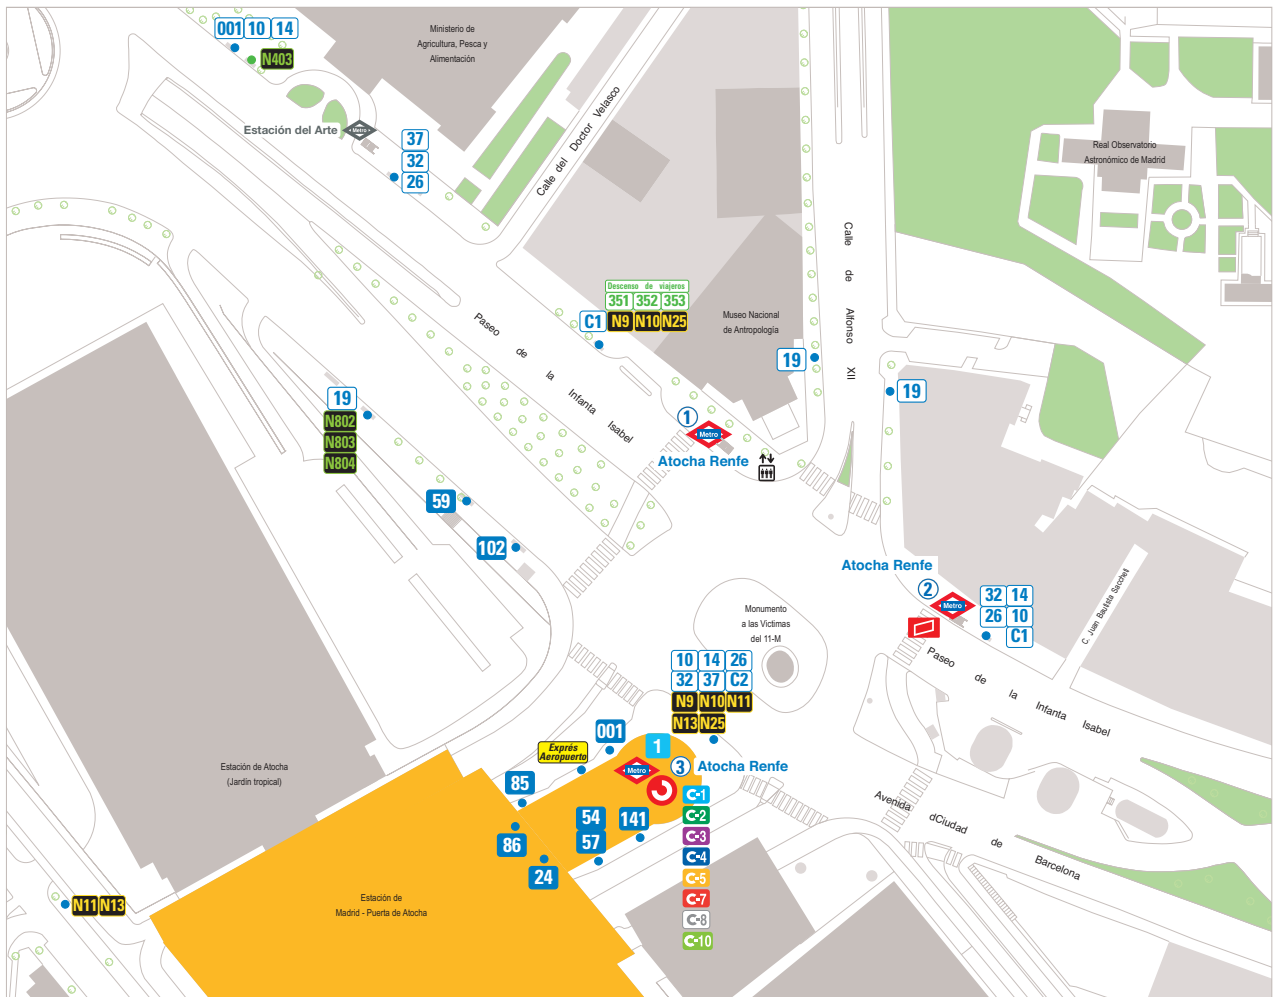 001 10 14
N403
Ministerio de
Agricultura, Pesca y
Alimentación
Estación del Arte
Metro
37
32
26
Calle del Doctor Velasco
Real Observatorio
Astronómico de Madrid
Calle de Alfonso XII
Descenso de viajeros
351 352 353
C1 N9 N10 N25
Museo Nacional
de Antropología
Paseo de la Infanta Isabel
19
19
19
N802
N803
N804
1
Metro
Atocha Renfe
59
102
Atocha Renfe
2
Metro
32 14
26 10
C1
C. Juan Bautista Sacchetti
Monumento
a las Victimas
del 11-M
Paseo de la Infanta Isabel
10 14 26
32 37 C2
N9 N10 N11
N13 N25
001
1
Exprés
Aeropuerto
Metro
3
Atocha Renfe
Estación de Atocha
(Jardín tropical)
85
86
24
54
57
141
C-1
C-2
C-3
C-4
C-5
C-7
C-8
C-10
Avenida dCiudad de Barcelona
Estación de
Madrid - Puerta de Atocha
N11 N13